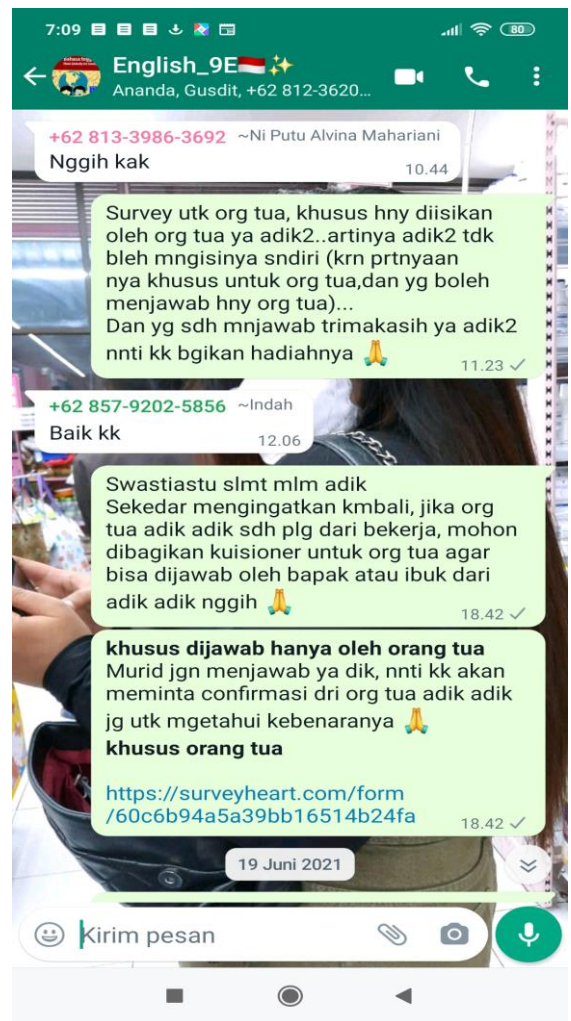 7:09
80
English_9E🇮🇩✨
Ananda, Gusdit, +62 812-3620...
+62 813-3986-3692 ~Ni Putu Alvina Mahariani
Nggih kak
10.44
Survey utk org tua, khusus hny diisikan
oleh org tua ya adik2..artinya adik2 tdk
bleh mngisinya sndiri (krn prtnyaan
nya khusus untuk org tua,dan yg boleh
menjawab hny org tua)...
Dan yg sdh mnjawab trimakasih ya adik2
nnti kk bgikan hadiahnya 🙏
11.23
+62 857-9202-5856 ~Indah
Baik kk
12.06
Swastiastu slmt mlm adik
Sekedar mengingatkan kmbali, jika org
tua adik adik sdh plg dari bekerja, mohon
dibagikan kuisioner untuk org tua agar
bisa dijawab oleh bapak atau ibuk dari
adik adik nggih 🙏
18.42
khusus dijawab hanya oleh orang tua
Murid jgn menjawab ya dik, nnti kk akan
meminta confirmasi dri org tua adik adik
jg utk mgetahui kebenaranya 🙏
khusus orang tua
https://surveyheart.com/form
/60c6b94a5a39bb16514b24fa
18.42
19 Juni 2021
Kirim pesan